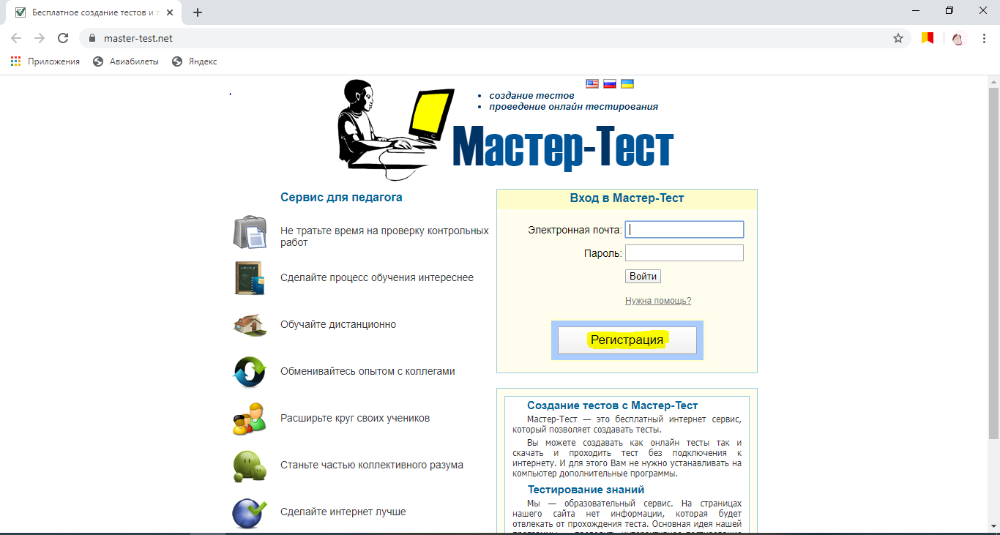 Бесплатное создание тестов и п
master-test.net
Приложения
Авиабилеты
Яндекс
создание тестов
проведение онлайн тестирования
Мастер-Тест
Сервис для педагога
Не тратьте время на проверку контрольных
работ
Сделайте процесс обучения интереснее
Обучайте дистанционно
Обменивайтесь опытом с коллегами
Расширьте круг своих учеников
Станьте частью коллективного разума
Сделайте интернет лучше
Вход в Мастер-Тест
Электронная почта:
Пароль:
Войти
Нужна помощь?
Регистрация
Создание тестов с Мастер-Тест
Мастер-Тест — это бесплатный интернет сервис,
который позволяет создавать тесты.
Вы можете создавать как онлайн тесты так и
скачать и проходить тест без подключения к
интернету. И для этого Вам не нужно устанавливать на
компьютер дополнительные программы.
Тестирование знаний
Мы — образовательный сервис. На страницах
нашего сайта нет информации, которая будет
отвлекать от прохождения теста. Основная идея нашей